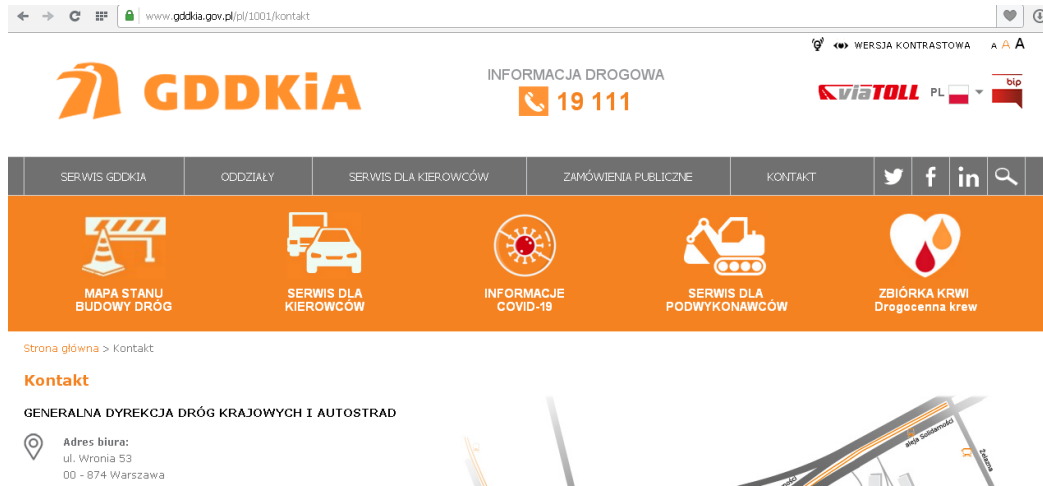 www.gddkia.gov.pl/pl/1001/kontakt
WERSJA KONTRASTOWA A A A
GDDKiA
INFORMACJA DROGOWA
19 111
viaTOLL PL bip
SERWIS GDDKIA ODDZIAŁY SERWIS DLA KIEROWCÓW ZAMÓWIENIA PUBLICZNE KONTAKT
MAPA STANU
BUDOWY DRÓG
SERWIS DLA
KIEROWCÓW
INFORMACJE
COVID-19
SERWIS DLA
PODWYKONAWCÓW
ZBIÓRKA KRWI
Drogocenna krew
Strona główna > Kontakt
Kontakt
GENERALNA DYREKCJA DRÓG KRAJOWYCH I AUTOSTRAD
Adres biura:
ul. Wronia 53
00 - 874 Warszawa
aleja Solidarności
Żelazna